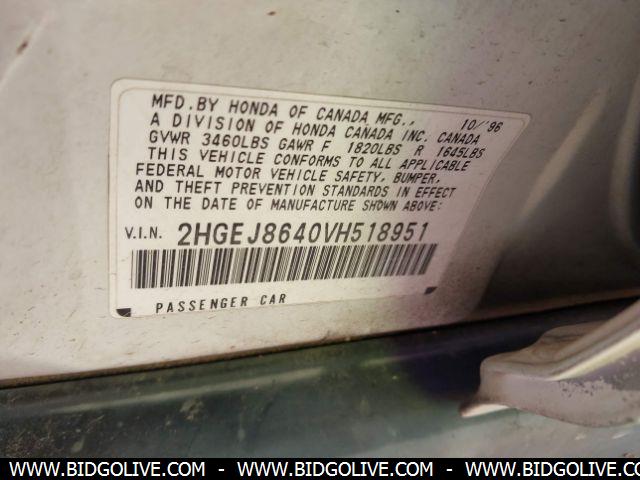 MFD. BY HONDA OF CANADA MFG., 10/'96
A DIVISION OF HONDA CANADA INC. CANADA
GVWR 3460LBS GAWR F 1820LBS R 1645LBS
THIS VEHICLE CONFORMS TO ALL APPLICABLE
FEDERAL MOTOR VEHICLE SAFETY, BUMPER,
AND THEFT PREVENTION STANDARDS IN EFFECT
ON THE DATE OF MANUFACTURE SHOWN ABOVE:
V.I.N. 2HGEJ8640VH518951
PASSENGER CAR
WWW.BIDGOLIVE.COM - WWW.BIDGOLIVE.COM - WWW.BIDGOLIVE.COM